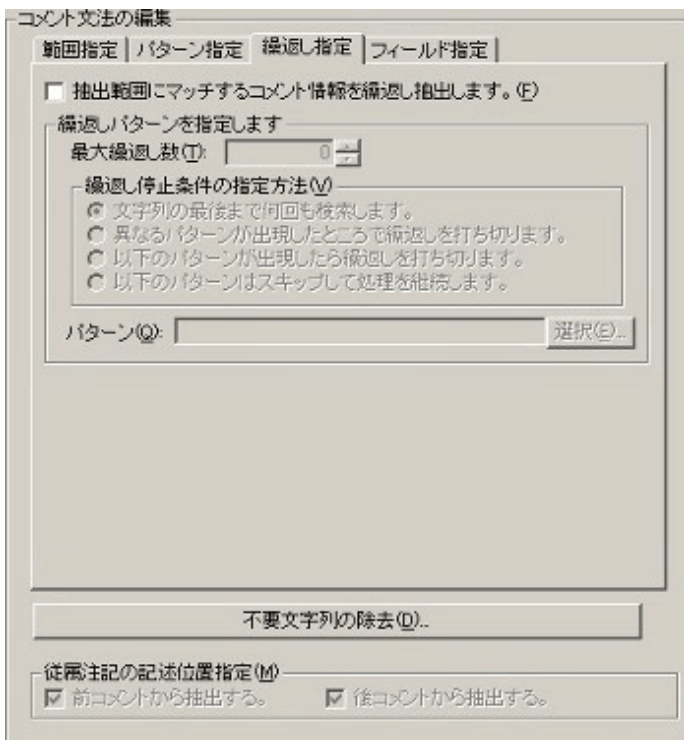 コメント文法の編集
範囲指定 パターン指定 繰返し指定 フィールド指定
抽出範囲にマッチするコメント情報を繰返し抽出します。(F)
繰返しパターンを指定します
最大繰返し数(T): 0
繰返し停止条件の指定方法(V)
文字列の最後まで何回も検索します。
異なるパターンが出現したところで繰返しを打ち切ります。
以下のパターンが出現したら繰返しを打ち切ります。
以下のパターンはスキップして処理を継続します。
パターン(Q): 選択(E)...
不要文字列の除去(D)...
従属注記の記述位置指定(M)
前コメントから抽出する。 後コメントから抽出する。